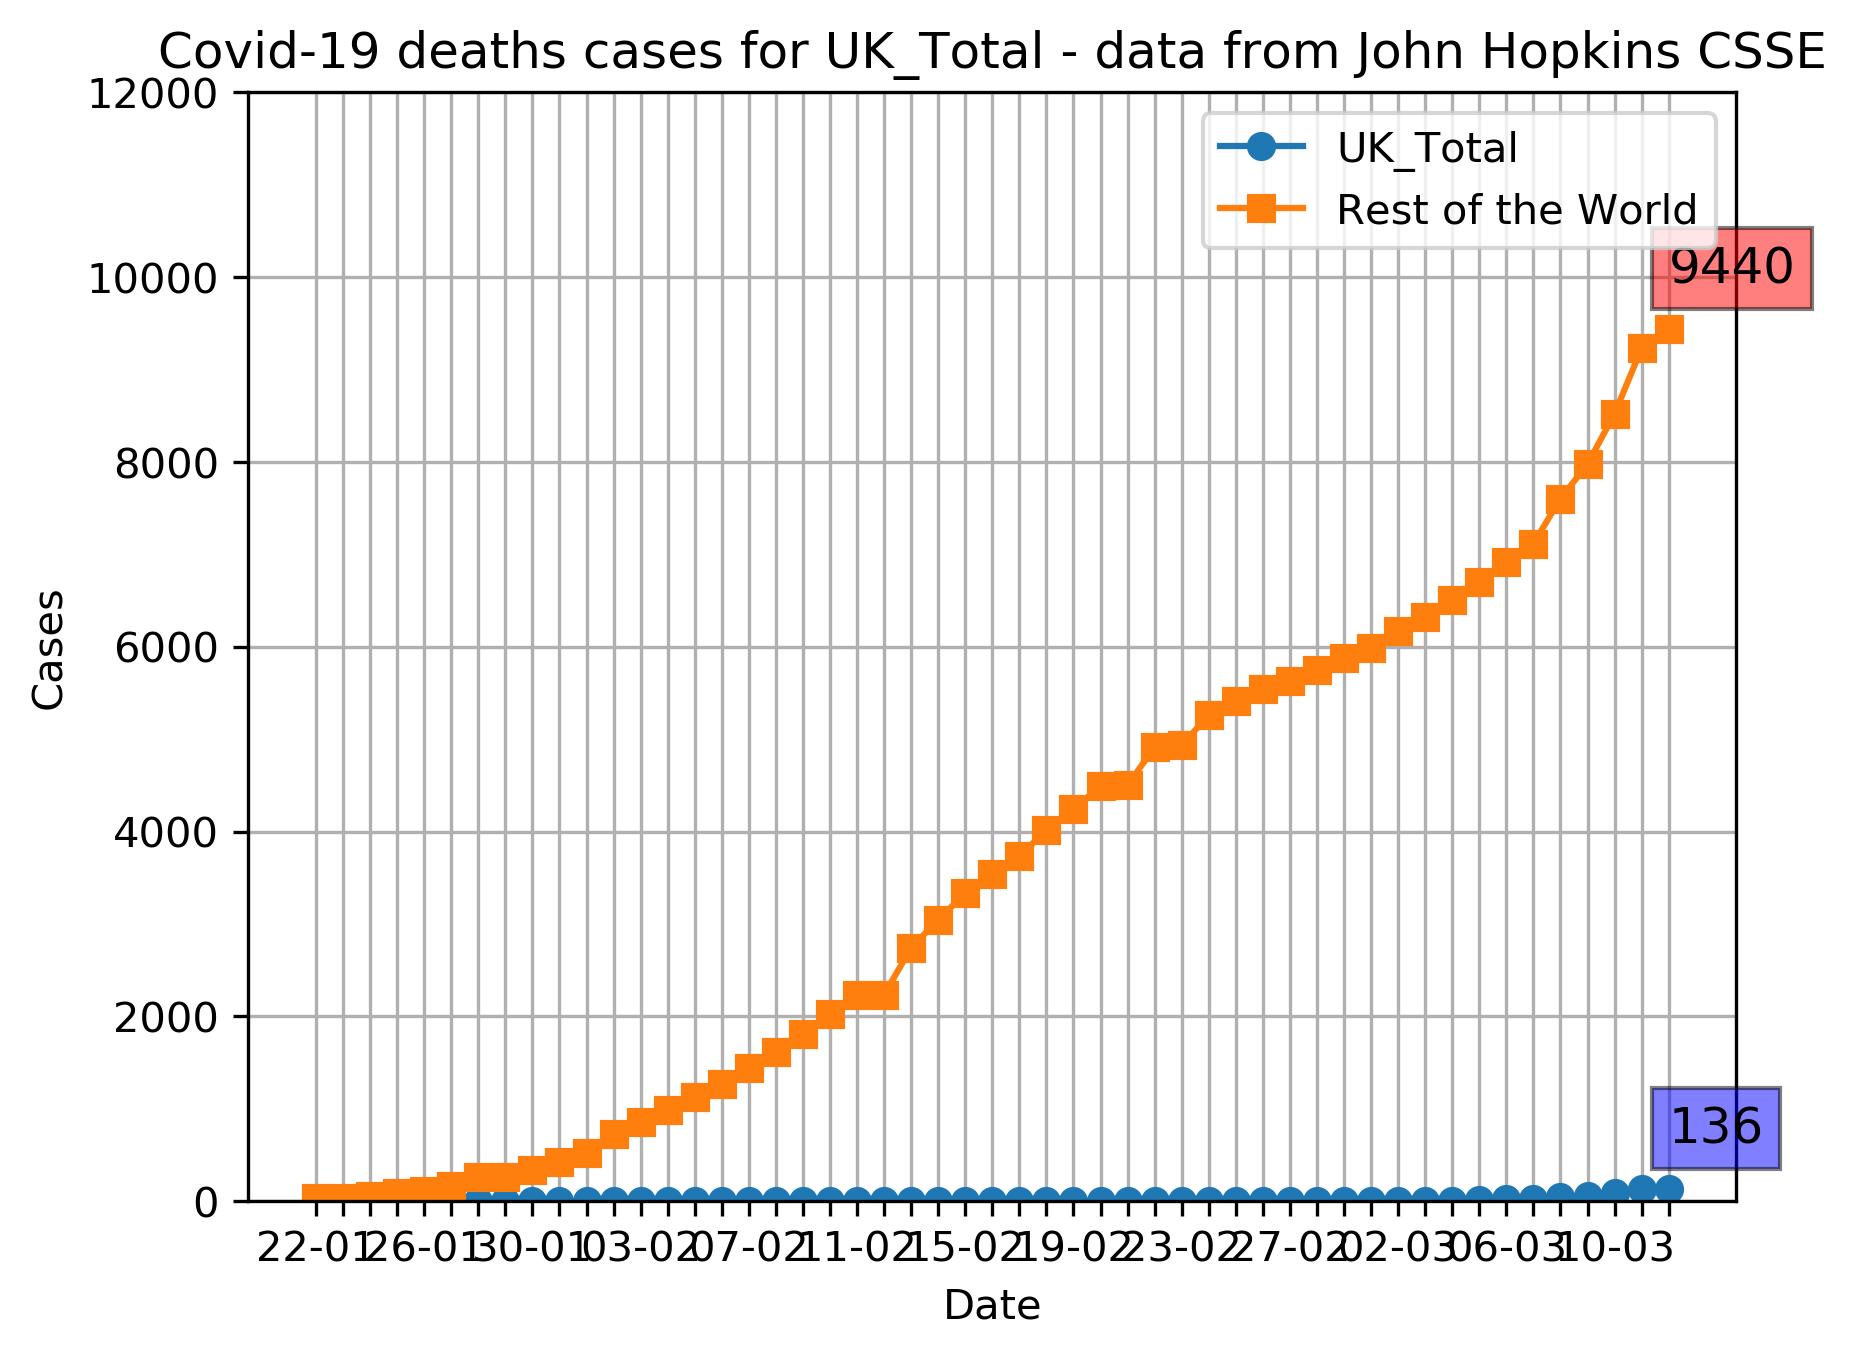 Covid-19 deaths cases for UK_Total - data from John Hopkins CSSE
12000
10000
8000
6000
4000
2000
0
Cases
UK_Total
Rest of the World
9440
136
22-01 26-01 30-01 03-02 07-02 11-02 15-02 19-02 23-02 27-02 02-03 06-03 10-03
Date